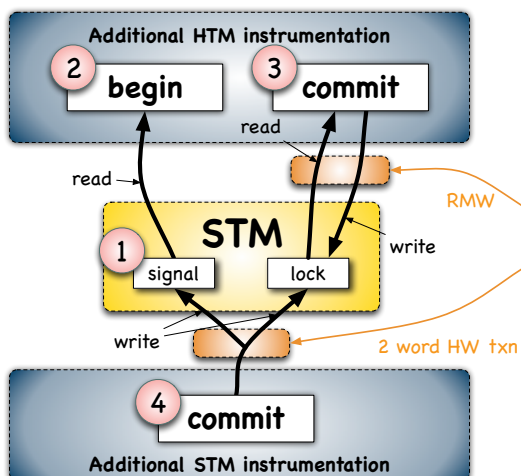 Additional HTM instrumentation
2
begin
3
commit
read
read
RMW
STM
write
1
signal
lock
write
2 word HW txn
4
commit
Additional STM instrumentation